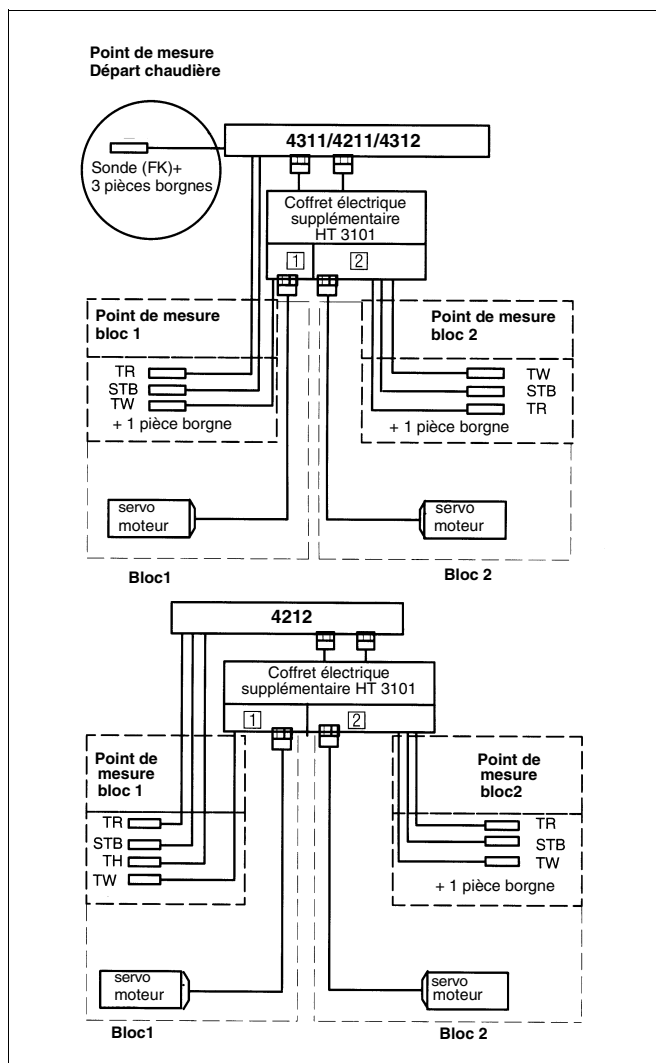 Point de mesure
Départ chaudière
4311/4211/4312
Sonde (FK)+
3 pièces borgnes
Coffret électrique
supplémentaire
HT 3101
1
2
Point de mesure
bloc 1
Point de mesure
bloc 2
TR
STB
TW
+ 1 pièce borgne
TW
STB
TR
+ 1 pièce borgne
servo
moteur
servo
moteur
Bloc1
Bloc 2
4212
Coffret électrique
supplémentaire HT 3101
1
2
Point de
mesure
bloc 1
Point de
mesure
bloc2
TR
STB
TH
TW
TR
STB
TW
+ 1 pièce borgne
servo
moteur
servo
moteur
Bloc1
Bloc 2